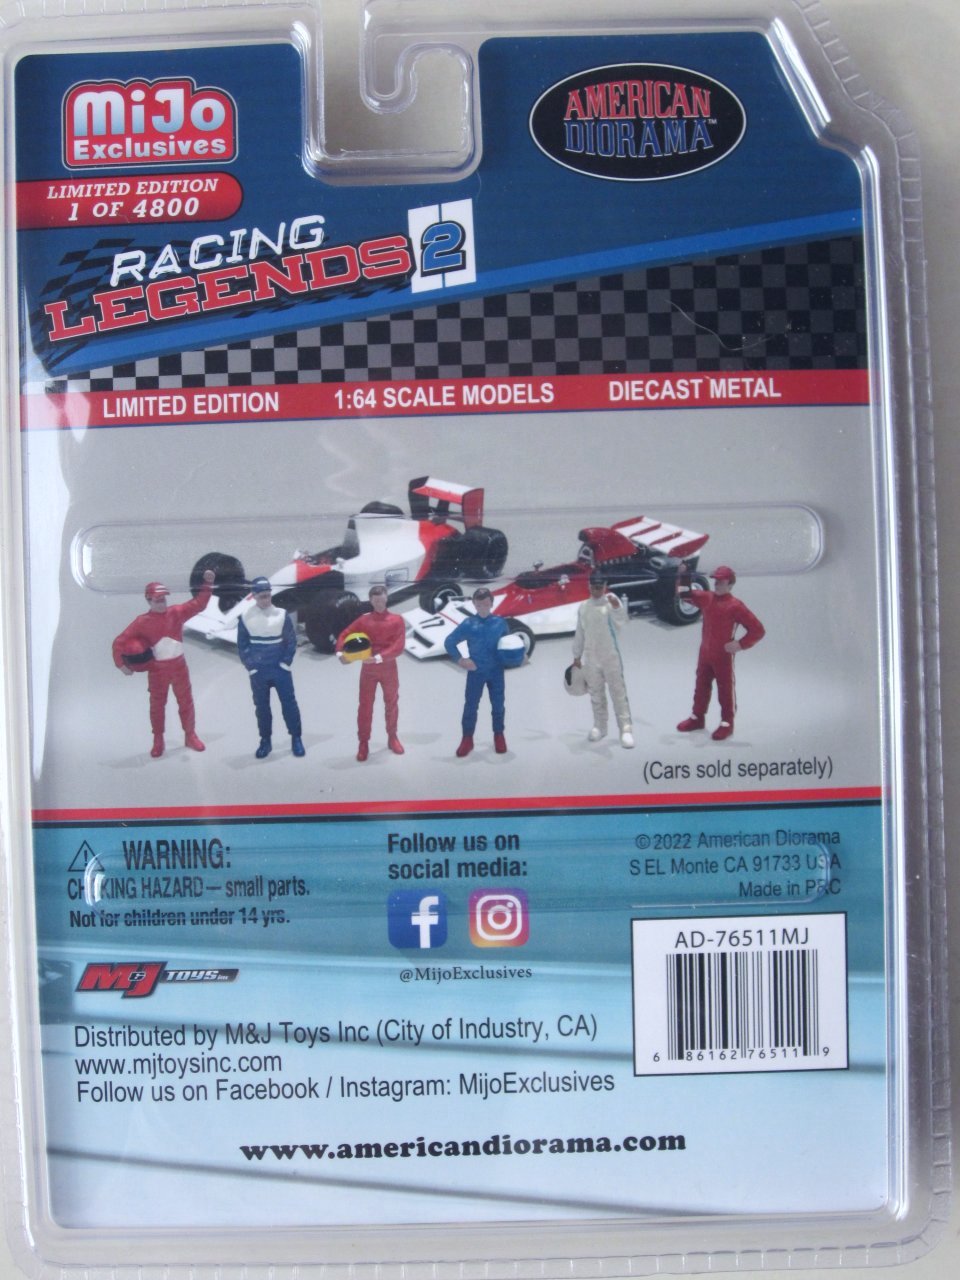 MiJo
Exclusives
LIMITED EDITION
1 OF 4800
AMERICAN
DIORAMA™
RACING
LEGENDS 2
LIMITED EDITION 1:64 SCALE MODELS DIECAST METAL
17
(Cars sold separately)
WARNING:
CHOKING HAZARD — small parts.
Not for children under 14 yrs.
Follow us on
social media:
@MijoExclusives
© 2022 American Diorama
S EL Monte CA 91733 USA
Made in PRC
AD-76511MJ
6 86162 76511 9
M&J TOYS inc
Distributed by M&J Toys Inc (City of Industry, CA)
www.mjtoysinc.com
Follow us on Facebook / Instagram: MijoExclusives
www.americandiorama.com